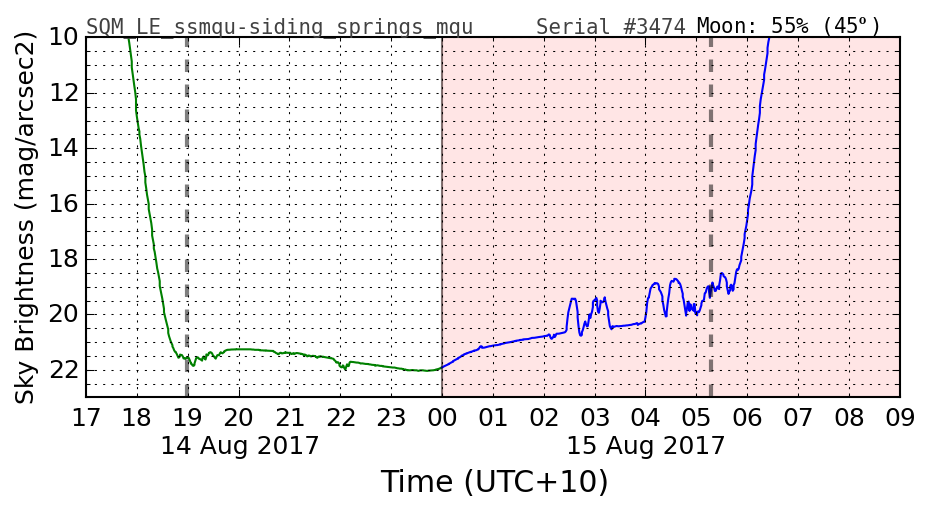 SQM_LE_ssmqu-siding_springs_mqu Serial #3474 Moon: 55% (45°)
Sky Brightness (mag/arcsec2)
10
12
14
16
18
20
22
17 18 19 20 21 22 23 00 01 02 03 04 05 06 07 08 09
14 Aug 2017 15 Aug 2017
Time (UTC+10)